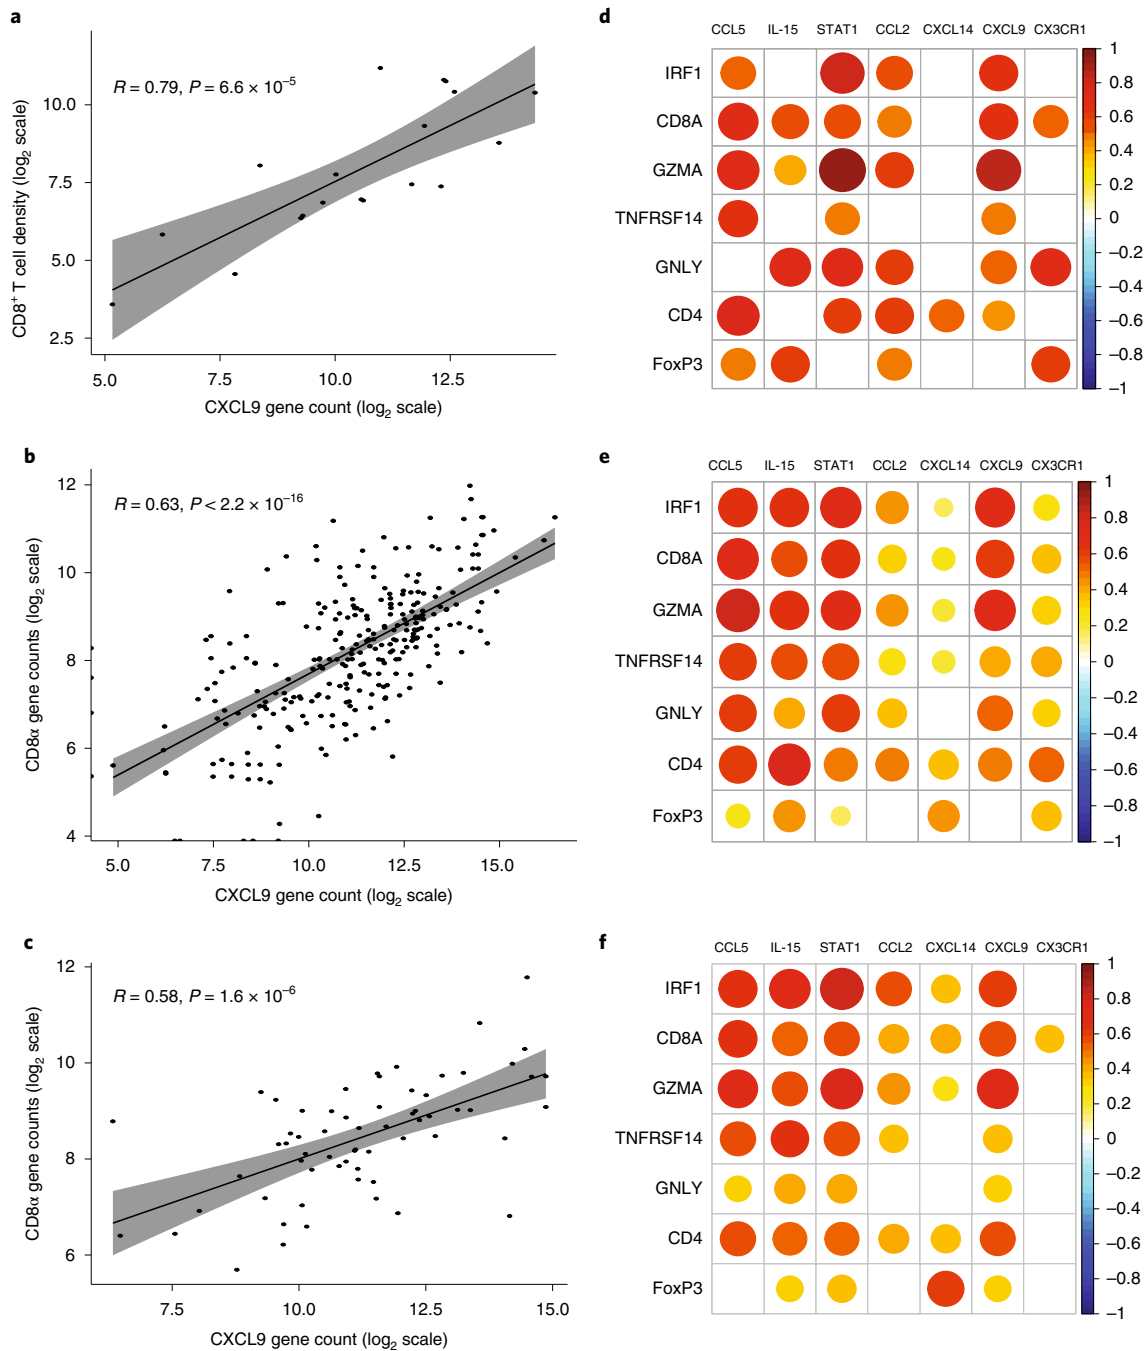 a
R = 0.79, P = 6.6 × 10⁻⁵
10.0
7.5
5.0
2.5
CD8⁺ T cell density (log₂ scale)
5.0 7.5 10.0 12.5
CXCL9 gene count (log₂ scale)
d
CCL5 IL-15 STAT1 CCL2 CXCL14 CXCL9 CX3CR1
IRF1
CD8A
GZMA
TNFRSF14
GNLY
CD4
FoxP3
1
0.8
0.6
0.4
0.2
0
−0.2
−0.4
−0.6
−0.8
−1
b
R = 0.63, P < 2.2 × 10⁻¹⁶
12
10
8
6
4
CD8α gene counts (log₂ scale)
5.0 7.5 10.0 12.5 15.0
CXCL9 gene count (log₂ scale)
e
CCL5 IL-15 STAT1 CCL2 CXCL14 CXCL9 CX3CR1
IRF1
CD8A
GZMA
TNFRSF14
GNLY
CD4
FoxP3
1
0.8
0.6
0.4
0.2
0
−0.2
−0.4
−0.6
−0.8
−1
c
R = 0.58, P = 1.6 × 10⁻⁶
12
10
8
6
CD8α gene counts (log₂ scale)
7.5 10.0 12.5 15.0
CXCL9 gene count (log₂ scale)
f
CCL5 IL-15 STAT1 CCL2 CXCL14 CXCL9 CX3CR1
IRF1
CD8A
GZMA
TNFRSF14
GNLY
CD4
FoxP3
1
0.8
0.6
0.4
0.2
0
−0.2
−0.4
−0.6
−0.8
−1